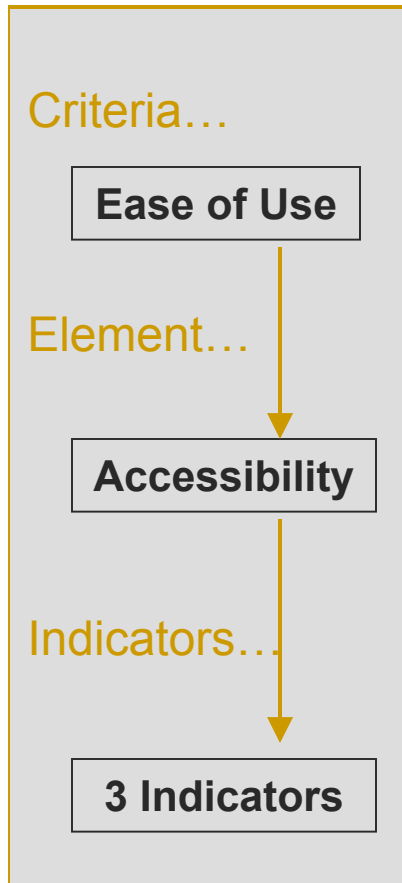 Criteria…
Ease of Use
Element…
Accessibility
Indicators…
3 Indicators